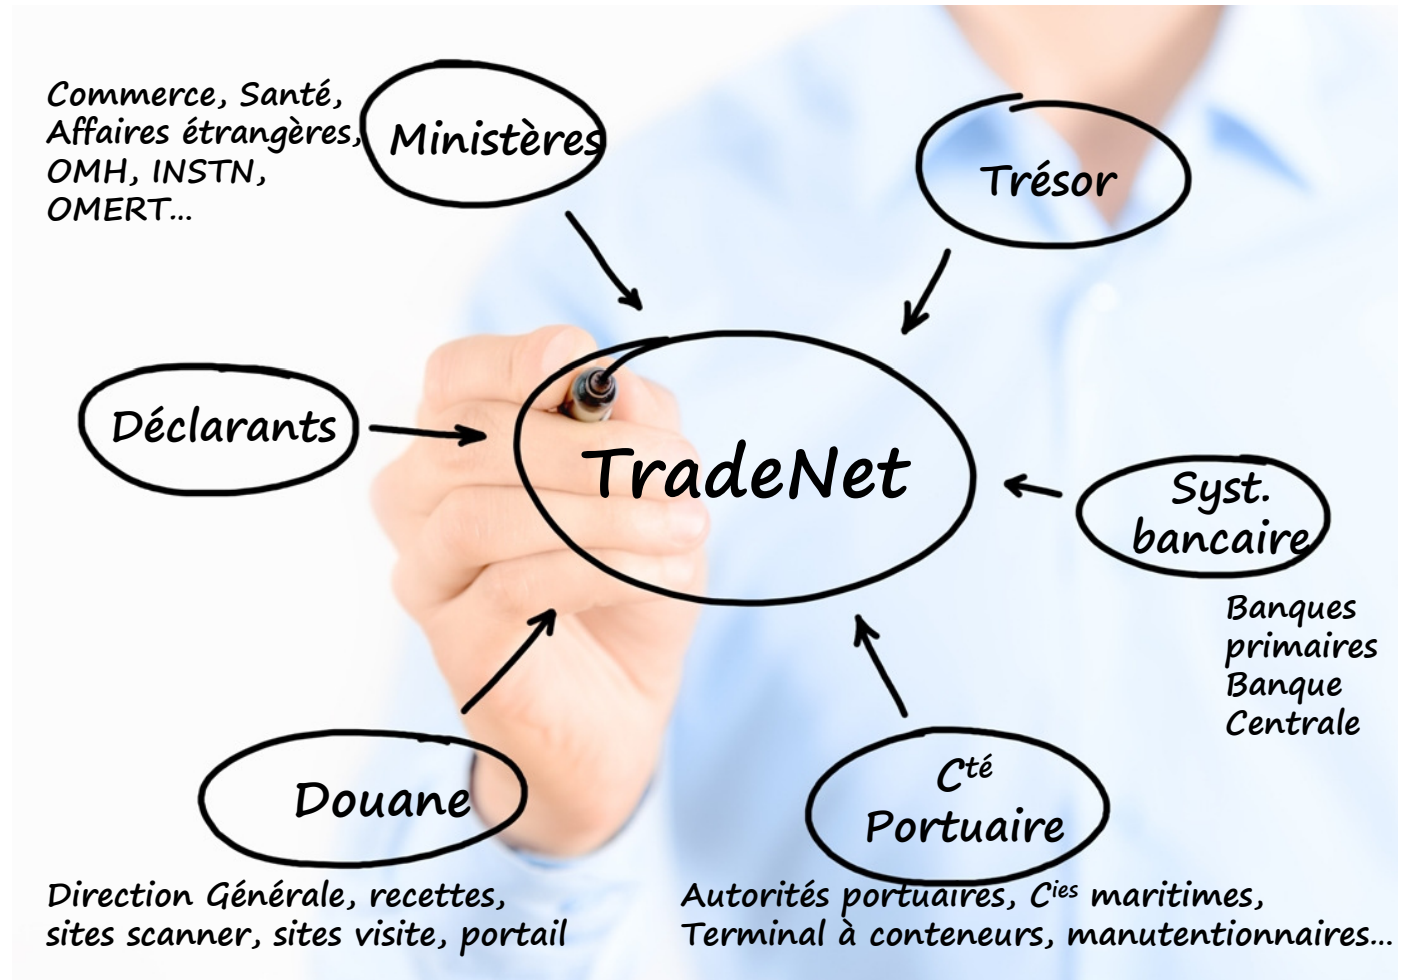 Commerce, Santé,
Affaires étrangères,
OMH, INSTN,
OMERT...
Ministères
Trésor
Déclarants
TradeNet
Syst.
bancaire
Banques
primaires
Banque
Centrale
Douane
Direction Générale, recettes,
sites scanner, sites visite, portail
Cté
Portuaire
Autorités portuaires, Cies maritimes,
Terminal à conteneurs, manutentionnaires...